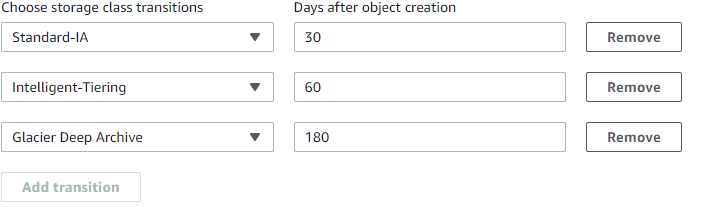 Choose storage class transitions Days after object creation
Standard-IA 30 Remove
Intelligent-Tiering 60 Remove
Glacier Deep Archive 180 Remove
Add transition